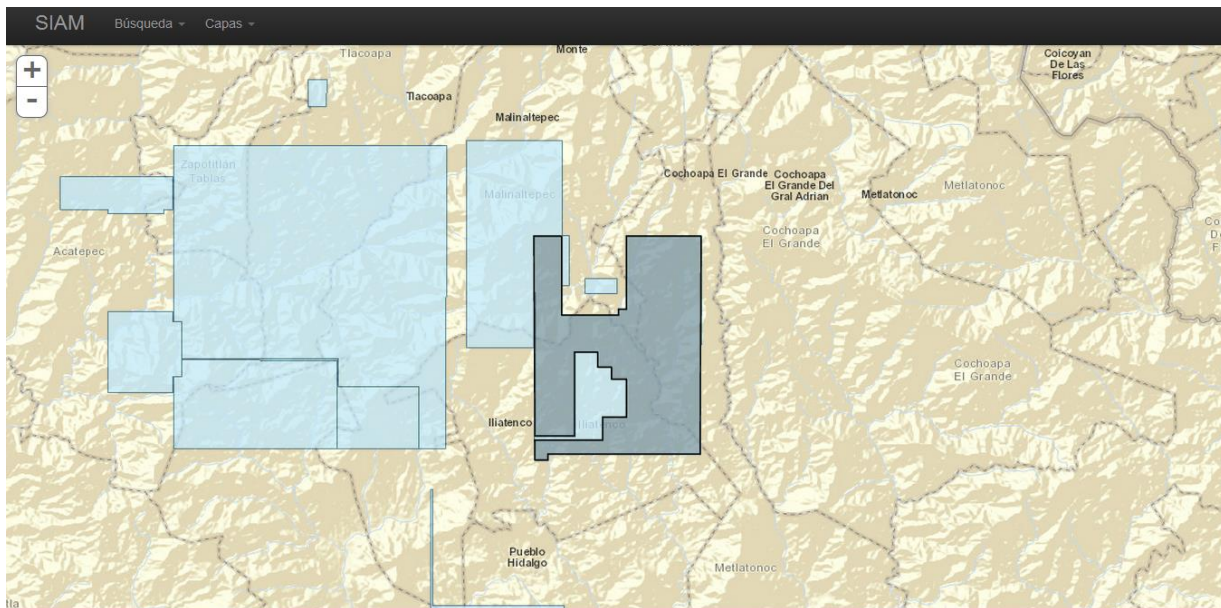 SIAM Búsqueda Capas
+
-
Tlacoapa
Monte
Coicoyan
De Las
Flores
Tlacoapa
Malinaltepec
Zapotitlan
Tablas
Malinaltepec
Cochoapa El Grande
Cochoapa
El Grande Del
Gral Adrian
Metlatonoc
Metlatonoc
Acatepec
Cochoapa
El Grande
Cochoapa
El Grande
Iliatenco
Iliatenco
Pueblo
Hidalgo
Metlatonoc